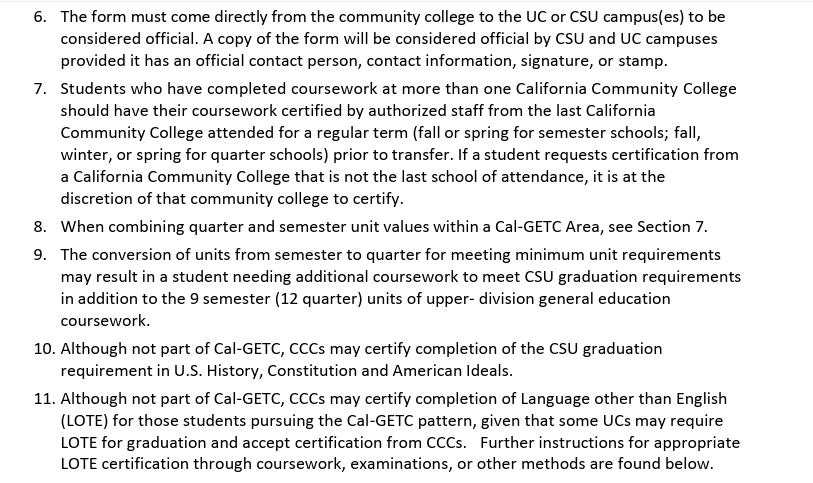 6. The form must come directly from the community college to the UC or CSU campus(es) to be
considered official. A copy of the form will be considered official by CSU and UC campuses
provided it has an official contact person, contact information, signature, or stamp.
7. Students who have completed coursework at more than one California Community College
should have their coursework certified by authorized staff from the last California
Community College attended for a regular term (fall or spring for semester schools; fall,
winter, or spring for quarter schools) prior to transfer. If a student requests certification from
a California Community College that is not the last school of attendance, it is at the
discretion of that community college to certify.
8. When combining quarter and semester unit values within a Cal-GETC Area, see Section 7.
9. The conversion of units from semester to quarter for meeting minimum unit requirements
may result in a student needing additional coursework to meet CSU graduation requirements
in addition to the 9 semester (12 quarter) units of upper- division general education
coursework.
10. Although not part of Cal-GETC, CCCs may certify completion of the CSU graduation
requirement in U.S. History, Constitution and American Ideals.
11. Although not part of Cal-GETC, CCCs may certify completion of Language other than English
(LOTE) for those students pursuing the Cal-GETC pattern, given that some UCs may require
LOTE for graduation and accept certification from CCCs. Further instructions for appropriate
LOTE certification through coursework, examinations, or other methods are found below.